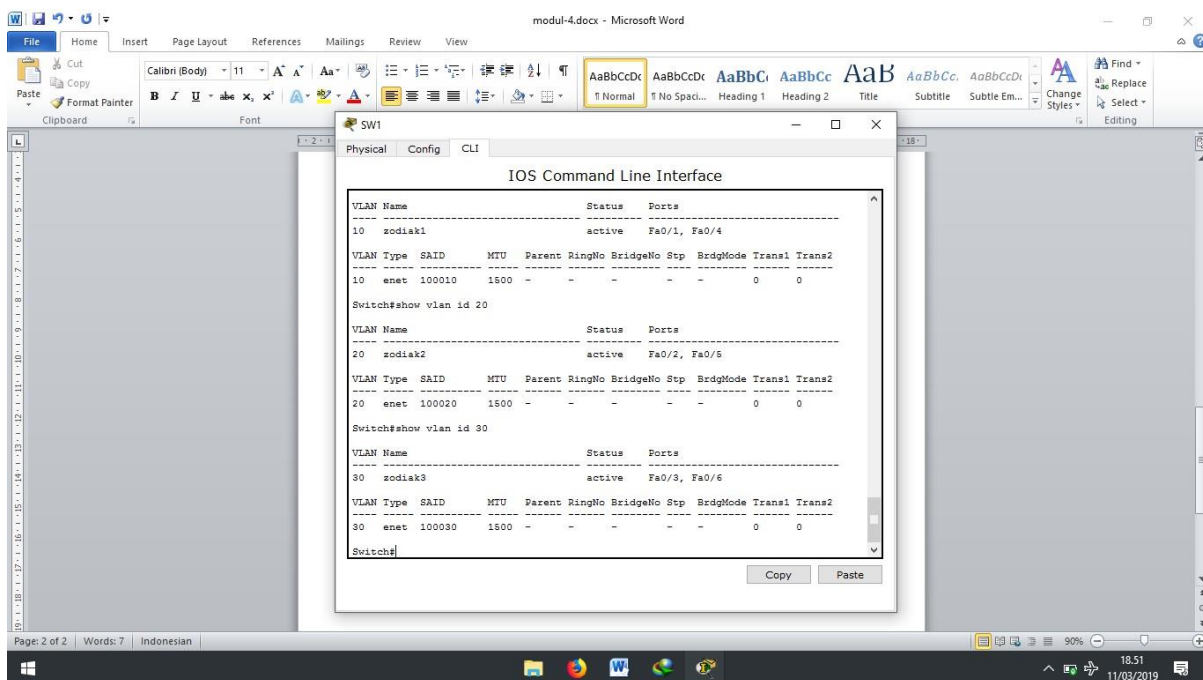 modul-4.docx - Microsoft Word
File Home Insert Page Layout References Mailings Review View
Paste
Cut
Copy
Format Painter
Clipboard
Calibri (Body) 11
Font
AaBbCcDc AaBbCcDc AaBbC AaBbCc AaB AaBbCc. AaBbCcDc
¶ Normal ¶ No Spaci... Heading 1 Heading 2 Title Subtitle Subtle Em...
Change Styles
Find
Replace
Select
Editing
SW1
Physical Config CLI
IOS Command Line Interface
VLAN Name Status Ports
---- -------------------------------- --------- -------------------------------
10 zodiak1 active Fa0/1, Fa0/4
VLAN Type SAID MTU Parent RingNo BridgeNo Stp BrdgMode Trans1 Trans2
---- ----- ---------- ----- ------ ------ -------- ---- -------- ------ ------
10 enet 100010 1500 - - - - - 0 0
Switch#show vlan id 20
VLAN Name Status Ports
---- -------------------------------- --------- -------------------------------
20 zodiak2 active Fa0/2, Fa0/5
VLAN Type SAID MTU Parent RingNo BridgeNo Stp BrdgMode Trans1 Trans2
---- ----- ---------- ----- ------ ------ -------- ---- -------- ------ ------
20 enet 100020 1500 - - - - - 0 0
Switch#show vlan id 30
VLAN Name Status Ports
---- -------------------------------- --------- -------------------------------
30 zodiak3 active Fa0/3, Fa0/6
VLAN Type SAID MTU Parent RingNo BridgeNo Stp BrdgMode Trans1 Trans2
---- ----- ---------- ----- ------ ------ -------- ---- -------- ------ ------
30 enet 100030 1500 - - - - - 0 0
Switch#
Copy Paste
Page: 2 of 2 Words: 7 Indonesian 90%
18.51
11/03/2019